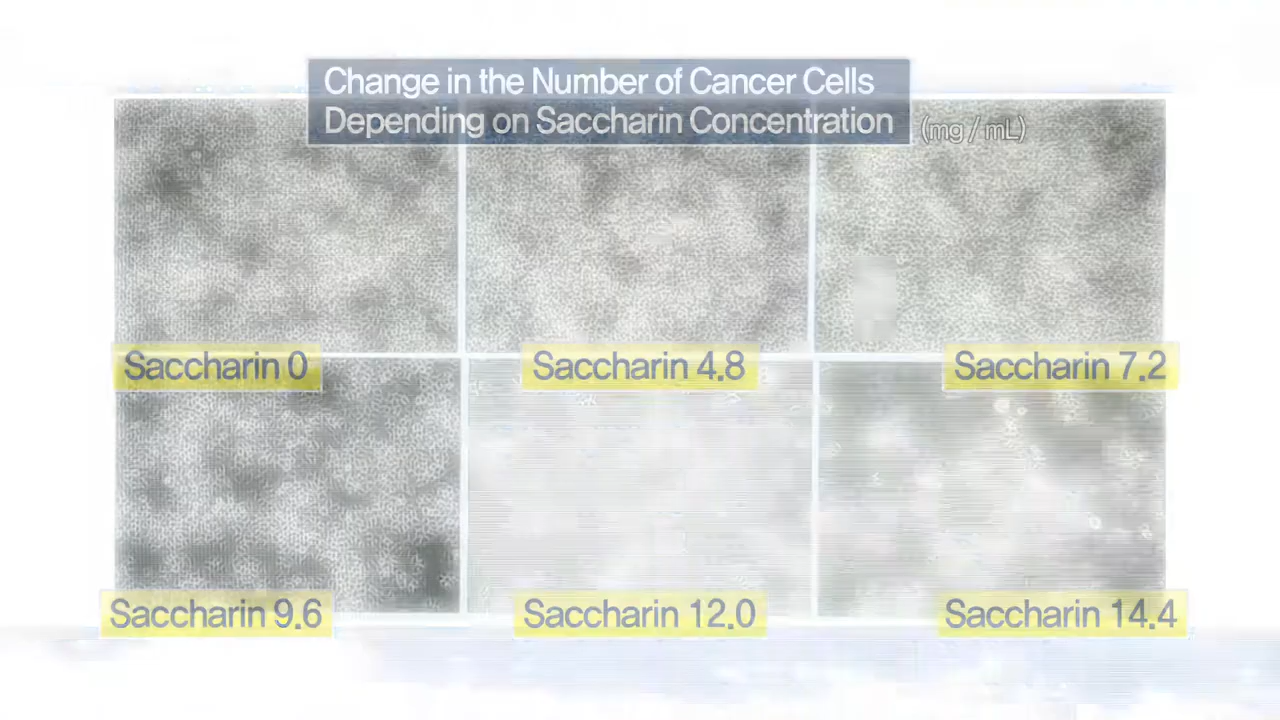 Change in the Number of Cancer Cells
Depending on Saccharin Concentration (mg / mL)
Saccharin 0
Saccharin 4.8
Saccharin 7.2
Saccharin 9.6
Saccharin 12.0
Saccharin 14.4